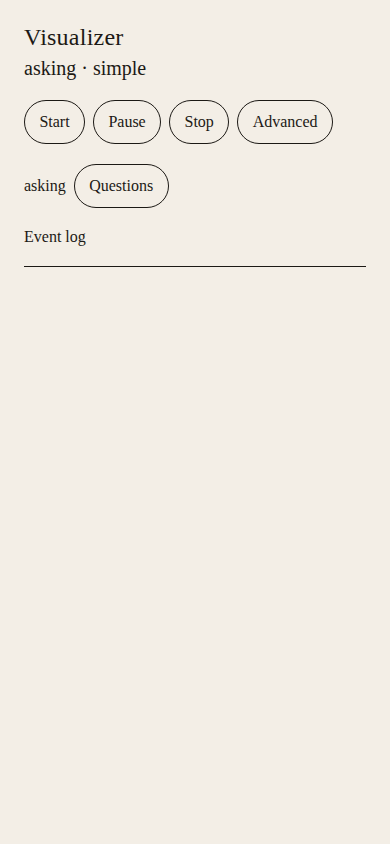 Visualizer
asking · simple
Start Pause Stop Advanced
asking Questions
Event log